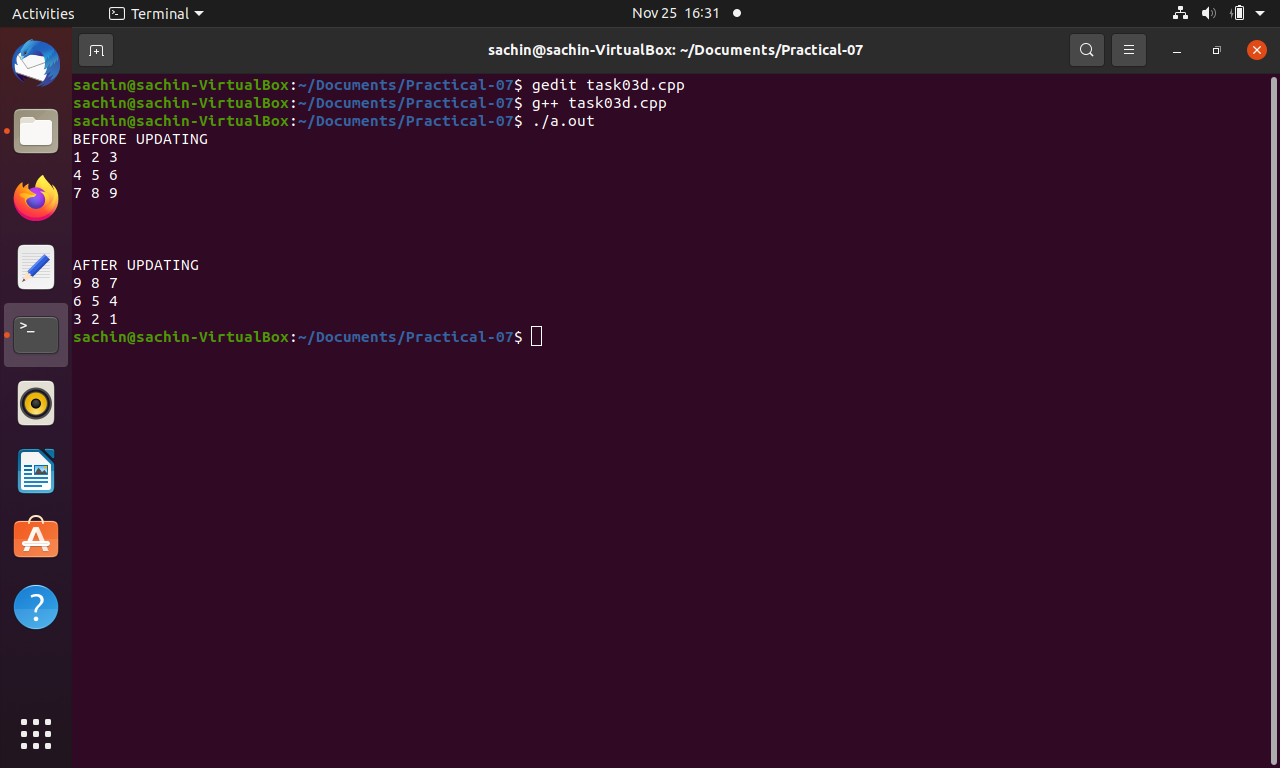 Activities Terminal Nov 25 16:31
sachin@sachin-VirtualBox: ~/Documents/Practical-07
sachin@sachin-VirtualBox:~/Documents/Practical-07$ gedit task03d.cpp
sachin@sachin-VirtualBox:~/Documents/Practical-07$ g++ task03d.cpp
sachin@sachin-VirtualBox:~/Documents/Practical-07$ ./a.out
BEFORE UPDATING
1 2 3
4 5 6
7 8 9
AFTER UPDATING
9 8 7
6 5 4
3 2 1
sachin@sachin-VirtualBox:~/Documents/Practical-07$